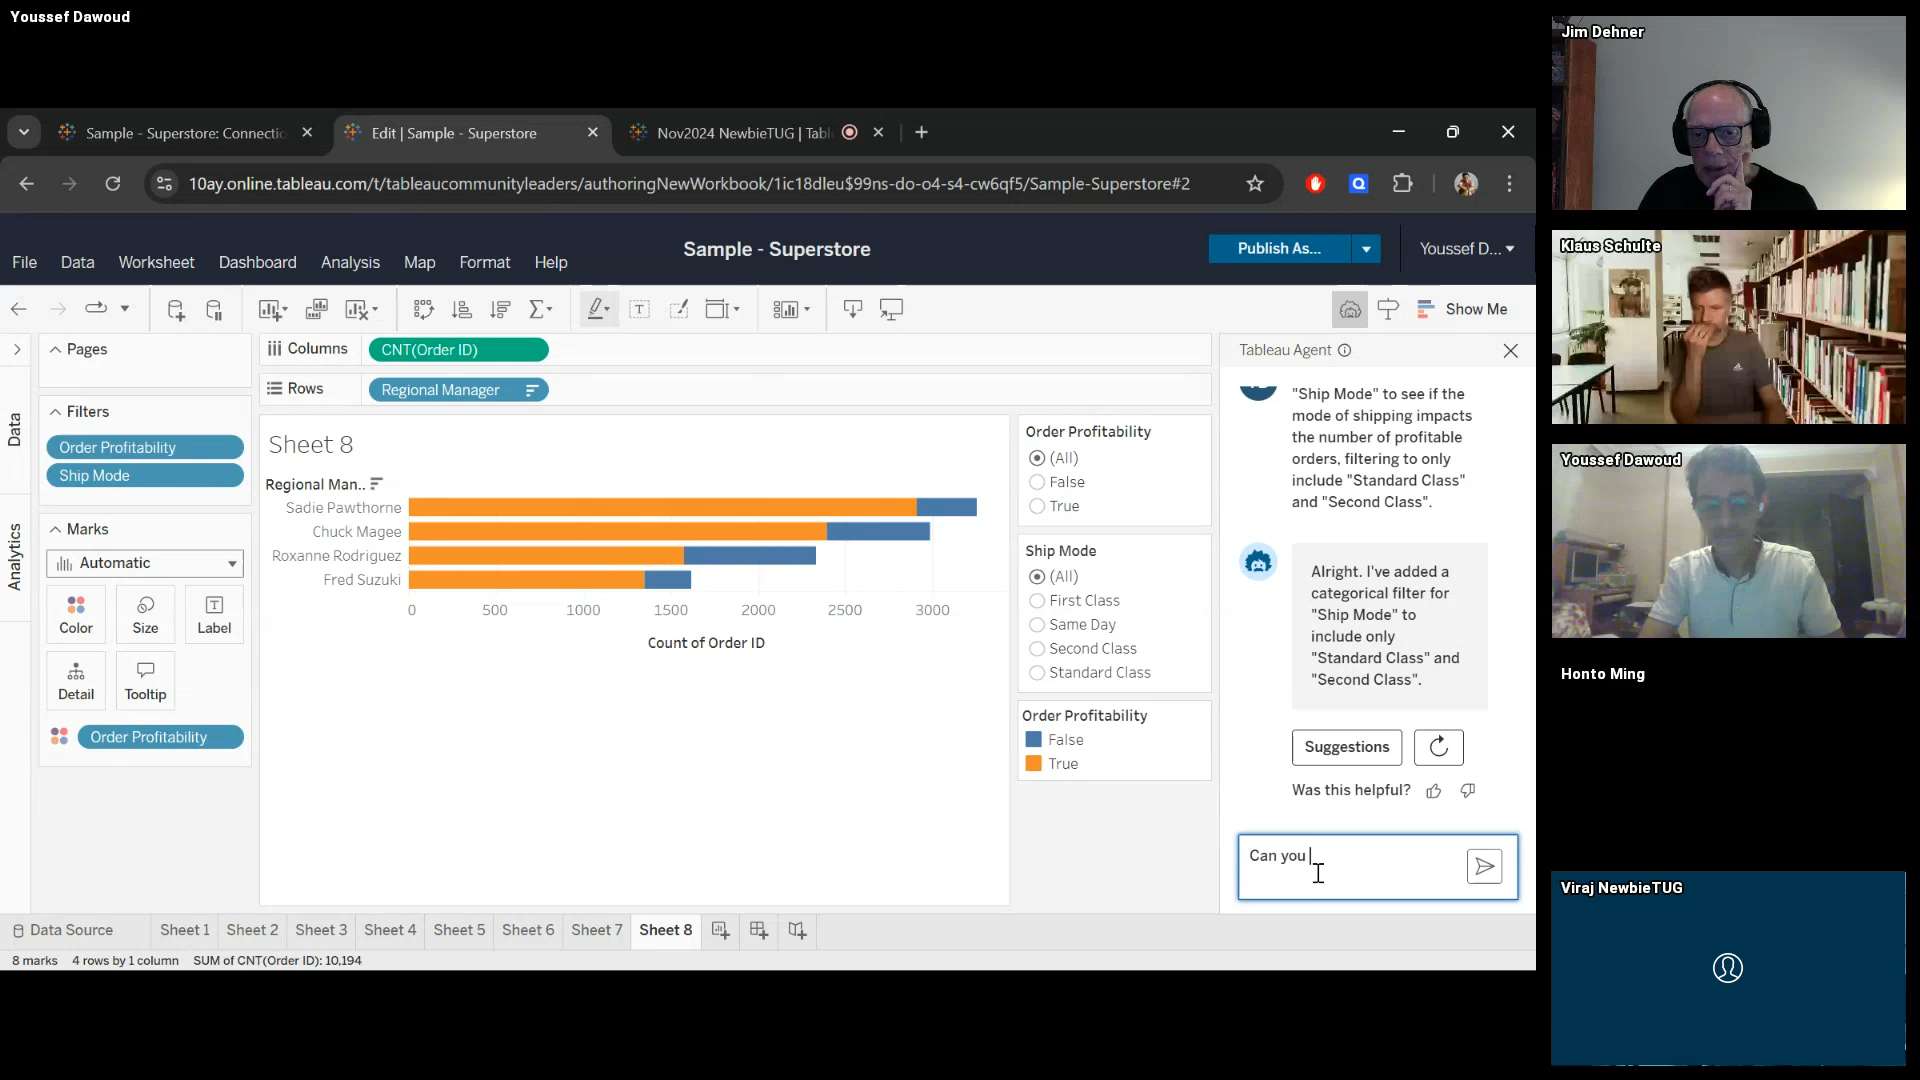 Youssef Dawoud
Sample - Superstore: Connectio
Edit | Sample - Superstore
Nov2024 NewbieTUG | Tabl
10ay.online.tableau.com/t/tableaucommunityleaders/authoringNewWorkbook/1ic18dleu$99ns-do-o4-s4-cw6qf5/Sample-Superstore#2
Sample - Superstore
Publish As...
Youssef D...
File Data Worksheet Dashboard Analysis Map Format Help
Show Me
Pages
Columns
CNT(Order ID)
Rows
Regional Manager
Filters
Order Profitability
Ship Mode
Marks
Automatic
Color
Size
Label
Detail
Tooltip
Order Profitability
Data
Analytics
Sheet 8
Regional Man..
Sadie Pawthorne
Chuck Magee
Roxanne Rodriguez
Fred Suzuki
0 500 1000 1500 2000 2500 3000
Count of Order ID
Order Profitability
(All)
False
True
Ship Mode
(All)
First Class
Same Day
Second Class
Standard Class
Order Profitability
False
True
Tableau Agent
"Ship Mode" to see if the
mode of shipping impacts
the number of profitable
orders, filtering to only
include "Standard Class"
and "Second Class".
Alright. I've added a
categorical filter for
"Ship Mode" to
include only
"Standard Class" and
"Second Class".
Suggestions
Was this helpful?
Can you
Data Source Sheet 1 Sheet 2 Sheet 3 Sheet 4 Sheet 5 Sheet 6 Sheet 7 Sheet 8
8 marks 4 rows by 1 column SUM of CNT(Order ID): 10,194
Jim Dehner
Klaus Schulte
Youssef Dawoud
Honto Ming
Viraj NewbieTUG